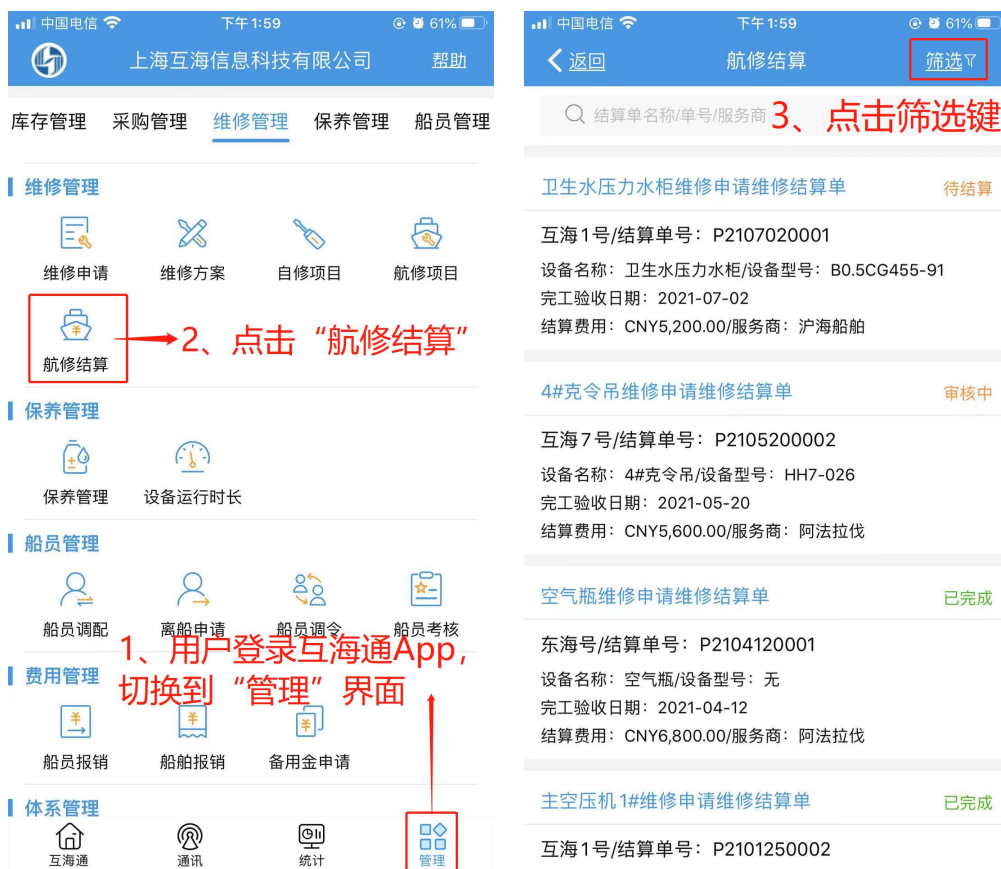 中国电信 下午1:59 61%
上海互海信息科技有限公司 帮助
库存管理 采购管理 维修管理 保养管理 船员管理
维修管理
维修申请 维修方案 自修项目 航修项目
航修结算
2、点击“航修结算”
保养管理
保养管理 设备运行时长
船员管理
船员调配 离船申请 船员调令 船员考核
1、用户登录互海通App，
切换到“管理”界面
费用管理
船员报销 船舶报销 备用金申请
体系管理
互海通 通讯 统计 管理
中国电信 下午1:59 61%
返回 航修结算 筛选
结算单名称/单号/服务商
3、点击筛选键
卫生水压力水柜维修申请维修结算单 待结算
互海1号/结算单号：P2107020001
设备名称：卫生水压力水柜/设备型号：B0.5CG455-91
完工验收日期：2021-07-02
结算费用：CNY5,200.00/服务商：沪海船舶
4#克令吊维修申请维修结算单 审核中
互海7号/结算单号：P2105200002
设备名称：4#克令吊/设备型号：HH7-026
完工验收日期：2021-05-20
结算费用：CNY5,600.00/服务商：阿法拉伐
空气瓶维修申请维修结算单 已完成
东海号/结算单号：P2104120001
设备名称：空气瓶/设备型号：无
完工验收日期：2021-04-12
结算费用：CNY6,800.00/服务商：阿法拉伐
主空压机1#维修申请维修结算单 已完成
互海1号/结算单号：P2101250002